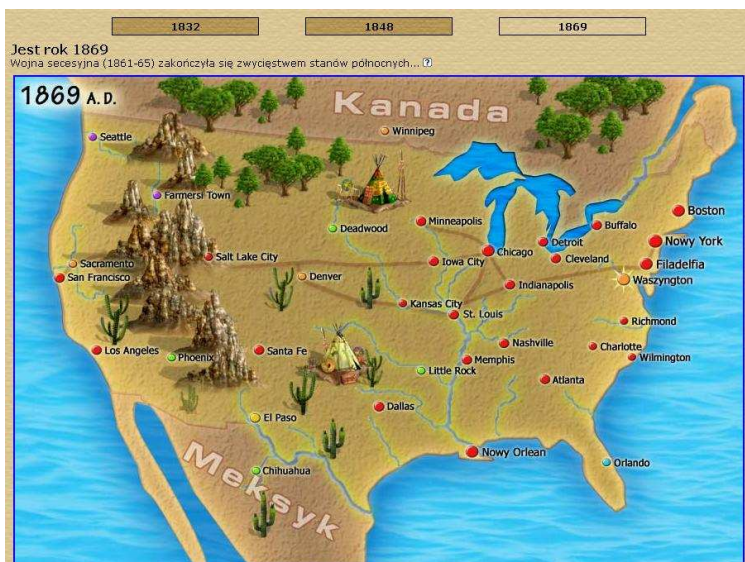 1832
1848
1869
Jest rok 1869
Wojna secesyjna (1861-65) zakończyła się zwycięstwem stanów północnych... ?
1869 A.D.
Kanada
Winnipeg
Seattle
Farmersi Town
Deadwood
Minneapolis
Buffalo
Boston
Detroit
Nowy York
Chicago
Cleveland
Filadelfia
Salt Lake City
Iowa City
Sacramento
San Francisco
Denver
Indianapolis
Waszyngton
Kansas City
St. Louis
Richmond
Los Angeles
Phoenix
Santa Fe
Nashville
Charlotte
Wilmington
Memphis
Little Rock
Atlanta
Dallas
El Paso
Nowy Orlean
Meksyk
Chihuahua
Orlando